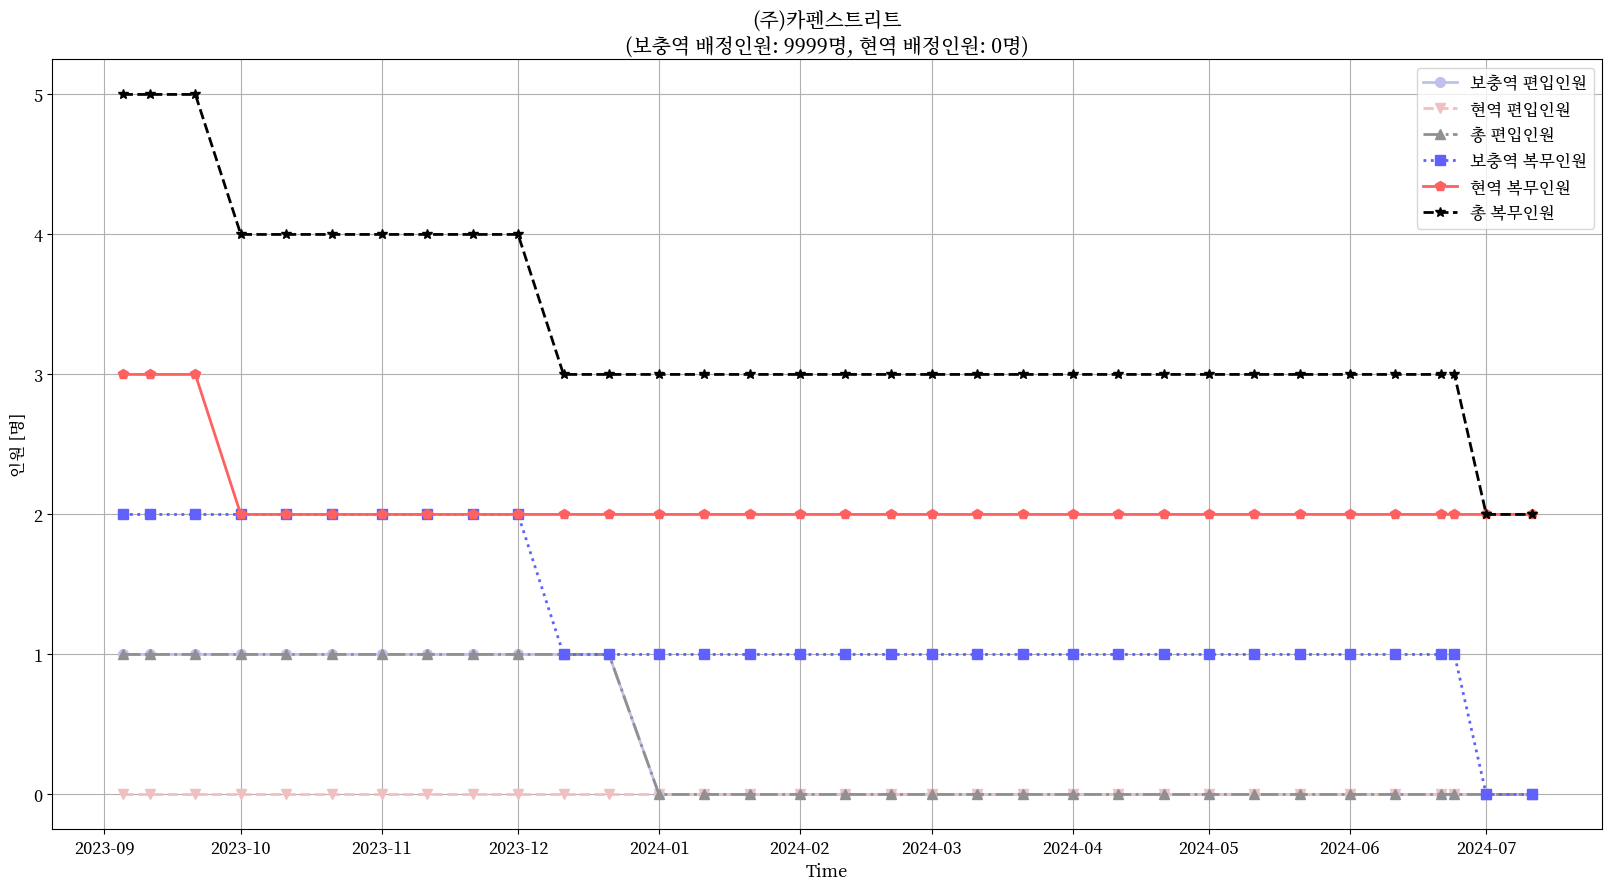 (주)카펜스트리트
(보충역 배정인원: 9999명, 현역 배정인원: 0명)
보충역 편입인원
현역 편입인원
총 편입인원
보충역 복무인원
현역 복무인원
총 복무인원
5
4
3
2
1
0
인원 [명]
2023-09 2023-10 2023-11 2023-12 2024-01 2024-02 2024-03 2024-04 2024-05 2024-06 2024-07
Time